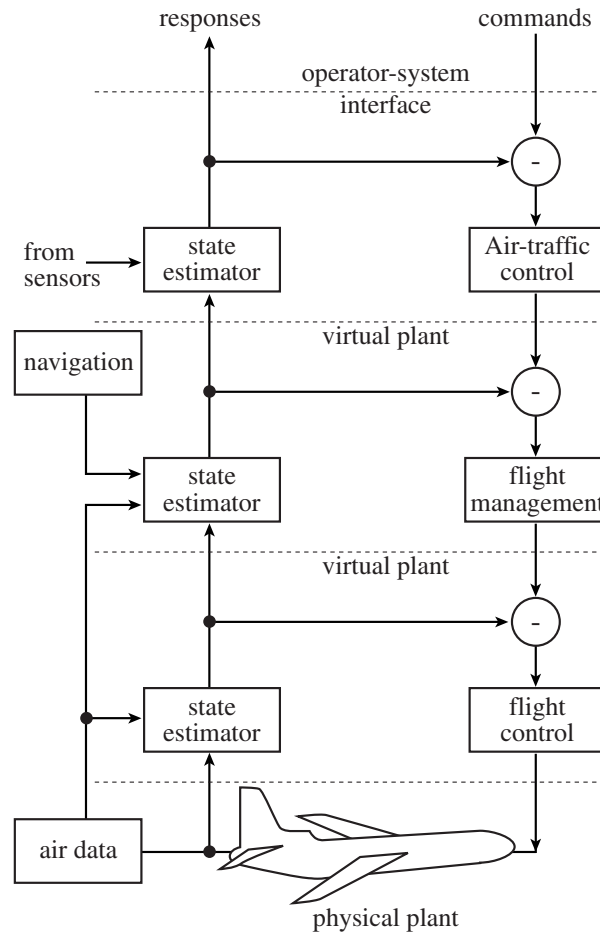 responses
commands
operator-system
interface
-
from
sensors
state
estimator
Air-traffic
control
virtual plant
navigation
-
state
estimator
flight
management
virtual plant
-
state
estimator
flight
control
air data
physical plant